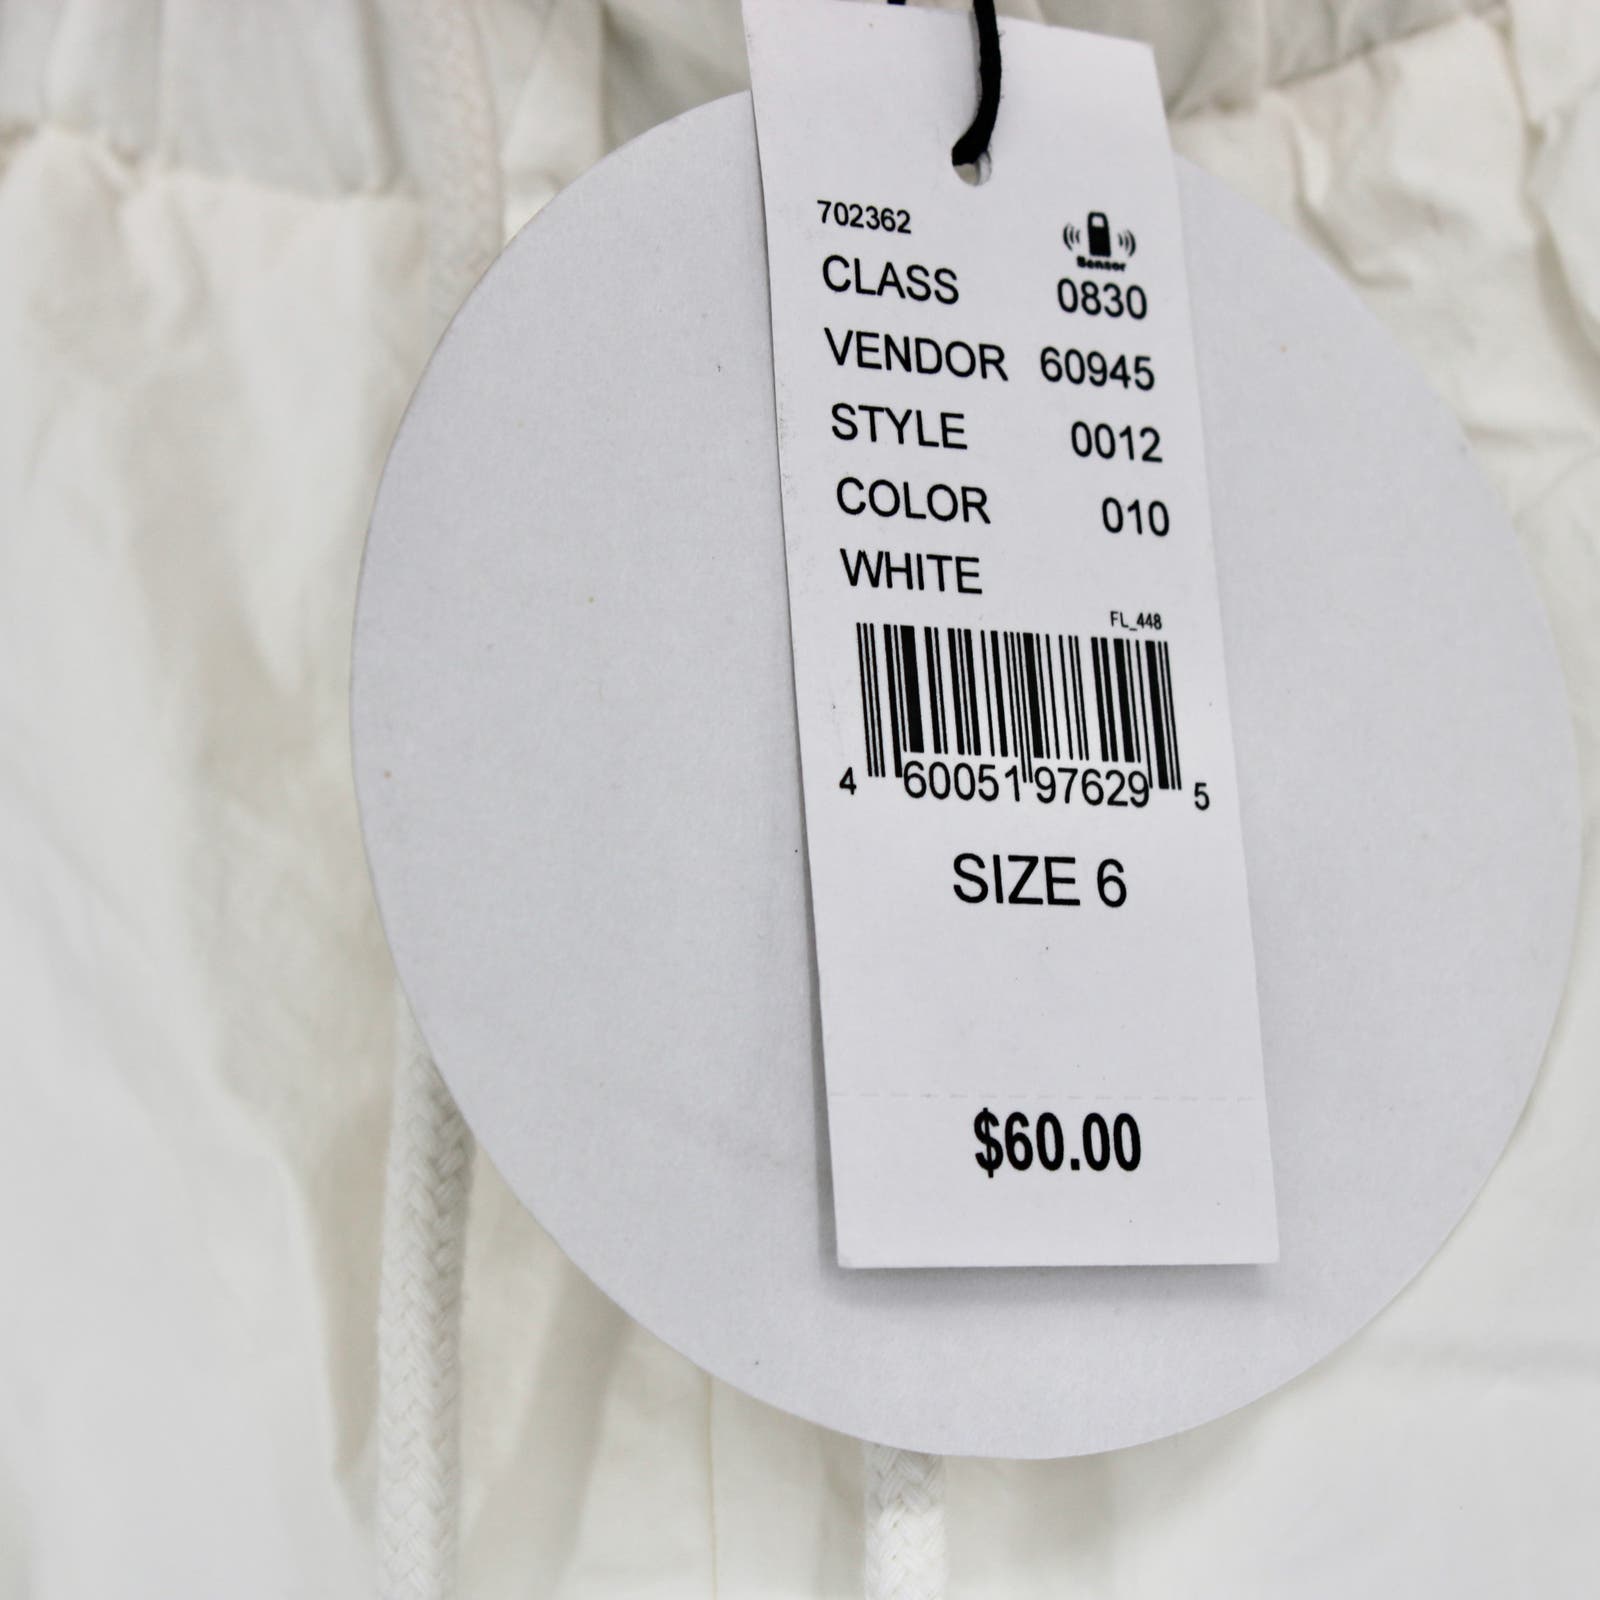 702362
Sensor
CLASS 0830
VENDOR 60945
STYLE 0012
COLOR 010
WHITE
FL_448
4 60051 97629 5
SIZE 6
$60.00